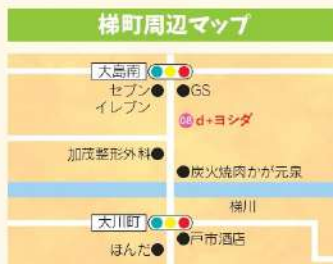 梯町周辺マップ
大島南
セブン
イレブン
GS
08 d+ヨシダ
加茂整形外科
炭火焼肉かが元泉
梯川
大川町
戸市酒店
ほんだ